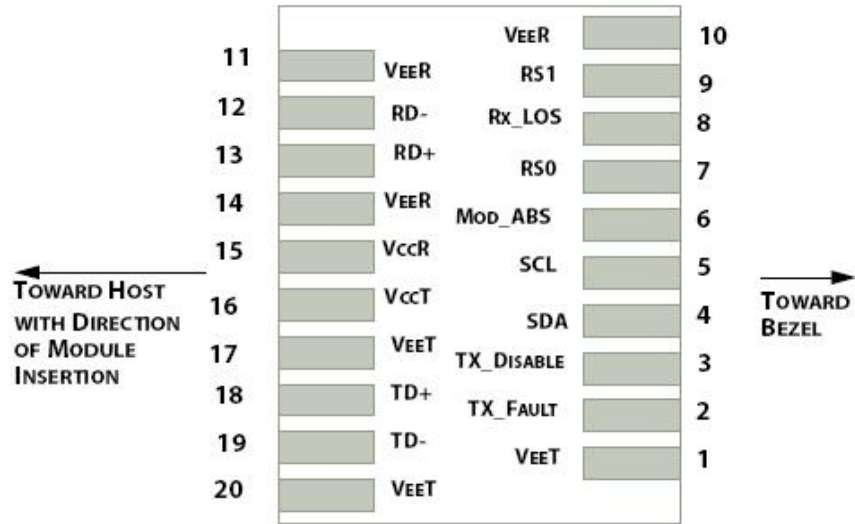 VEER 10
11 VEER
RS1 9
12 RD-
RX_LOS 8
13 RD+
RS0 7
14 VEER
MOD_ABS 6
15 VCCR
SCL 5
16 VCCT
SDA 4
17 VEET
TX_DISABLE 3
18 TD+
TX_FAULT 2
19 TD-
VEET 1
20 VEET
TOWARD HOST
WITH DIRECTION
OF MODULE
INSERTION
TOWARD
BEZEL